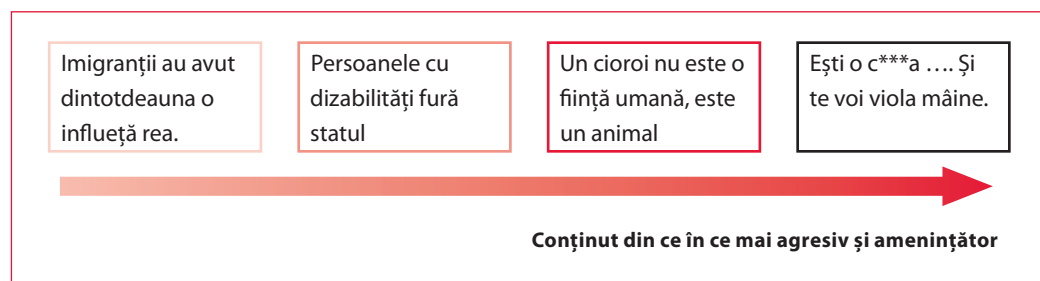 Imigranții au avut
dintotdeauna o
influeță rea.
Persoanele cu
dizabilități fură
statul
Un cioroi nu este o
ființă umană, este
un animal
Ești o c***a .... Și
te voi viola mâine.
Conținut din ce în ce mai agresiv și amenințător